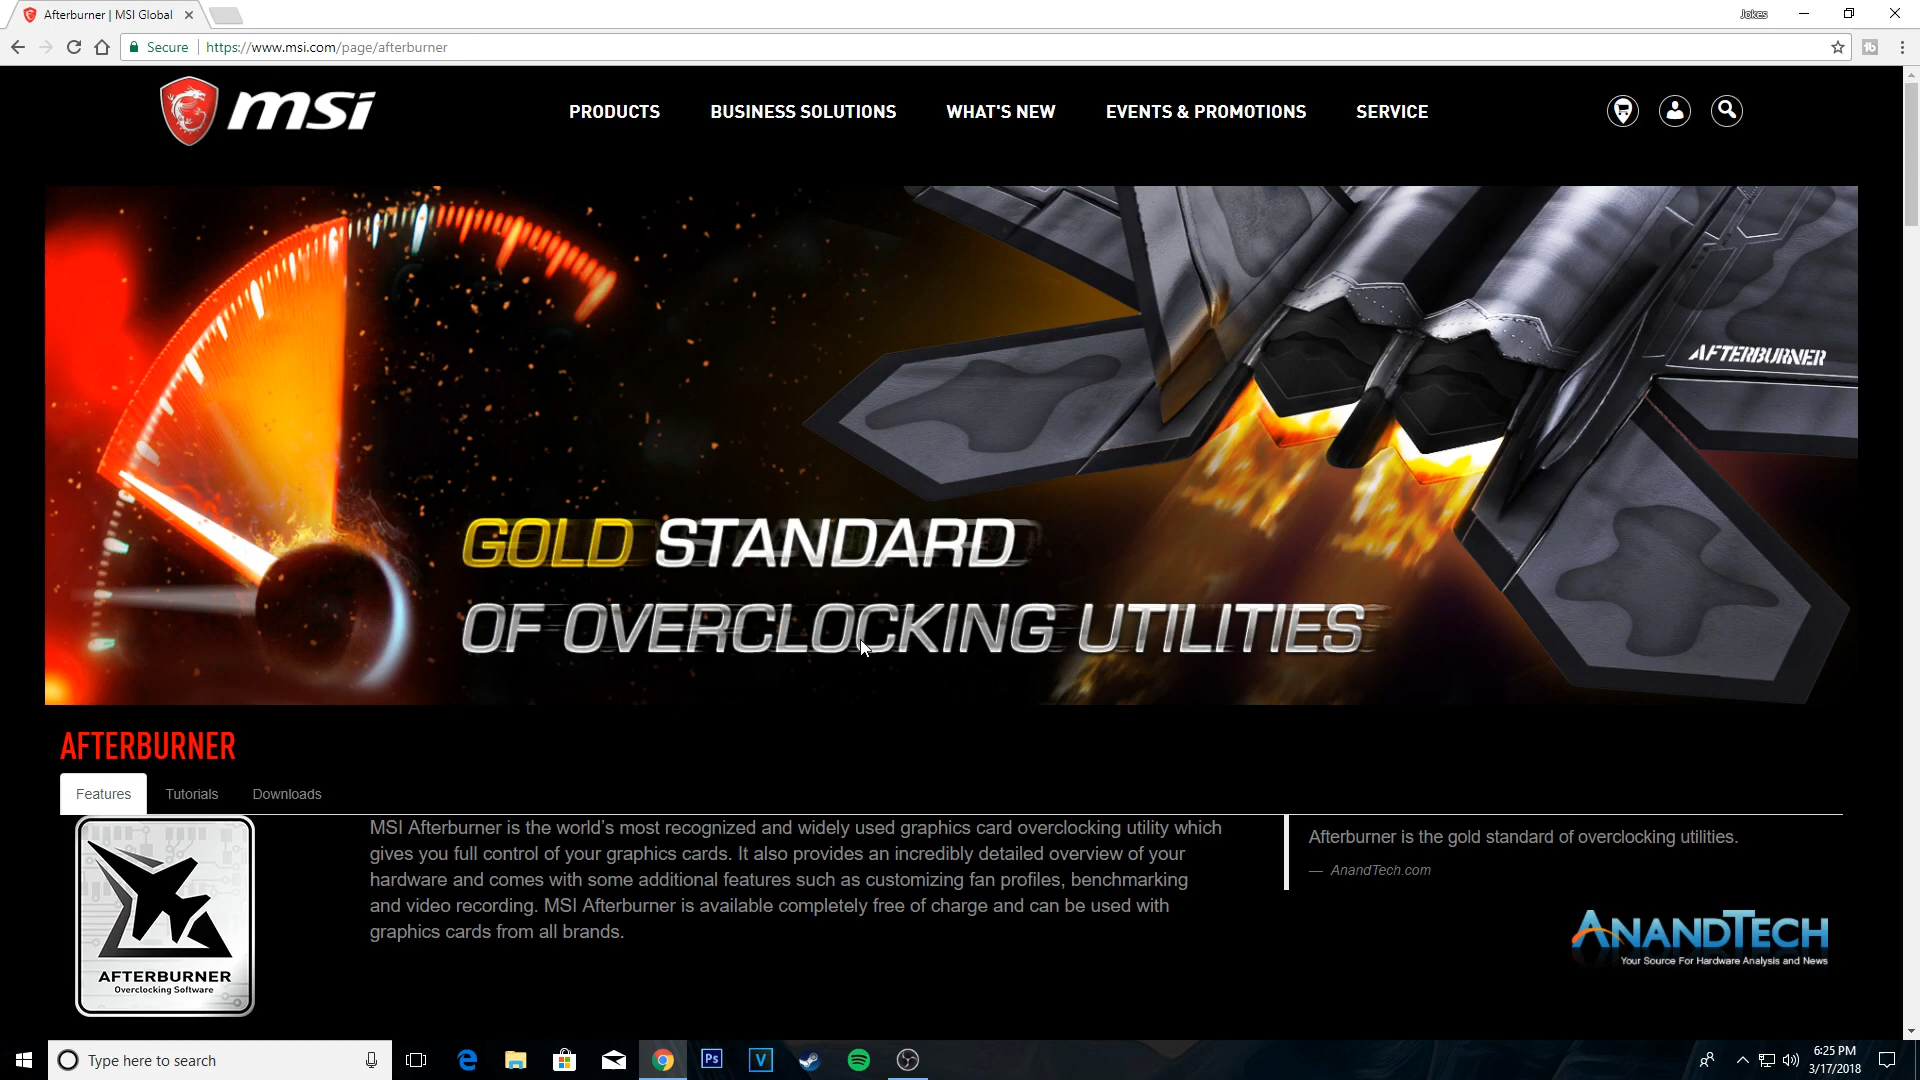 Afterburner | MSI Global
Jokes
Secure
https://www.msi.com/page/afterburner
msi
PRODUCTS
BUSINESS SOLUTIONS
WHAT'S NEW
EVENTS & PROMOTIONS
SERVICE
AFTERBURNER
GOLD STANDARD
OF OVERCLOCKING UTILITIES
AFTERBURNER
Features
Tutorials
Downloads
MSI Afterburner is the world's most recognized and widely used graphics card overclocking utility which
gives you full control of your graphics cards. It also provides an incredibly detailed overview of your
hardware and comes with some additional features such as customizing fan profiles, benchmarking
and video recording. MSI Afterburner is available completely free of charge and can be used with
graphics cards from all brands.
Afterburner is the gold standard of overclocking utilities.
— AnandTech.com
ANANDTECH
Your Source For Hardware Analysis and News
AFTERBURNER
Overclocking Software
Type here to search
Ps
V
6:25 PM
3/17/2018